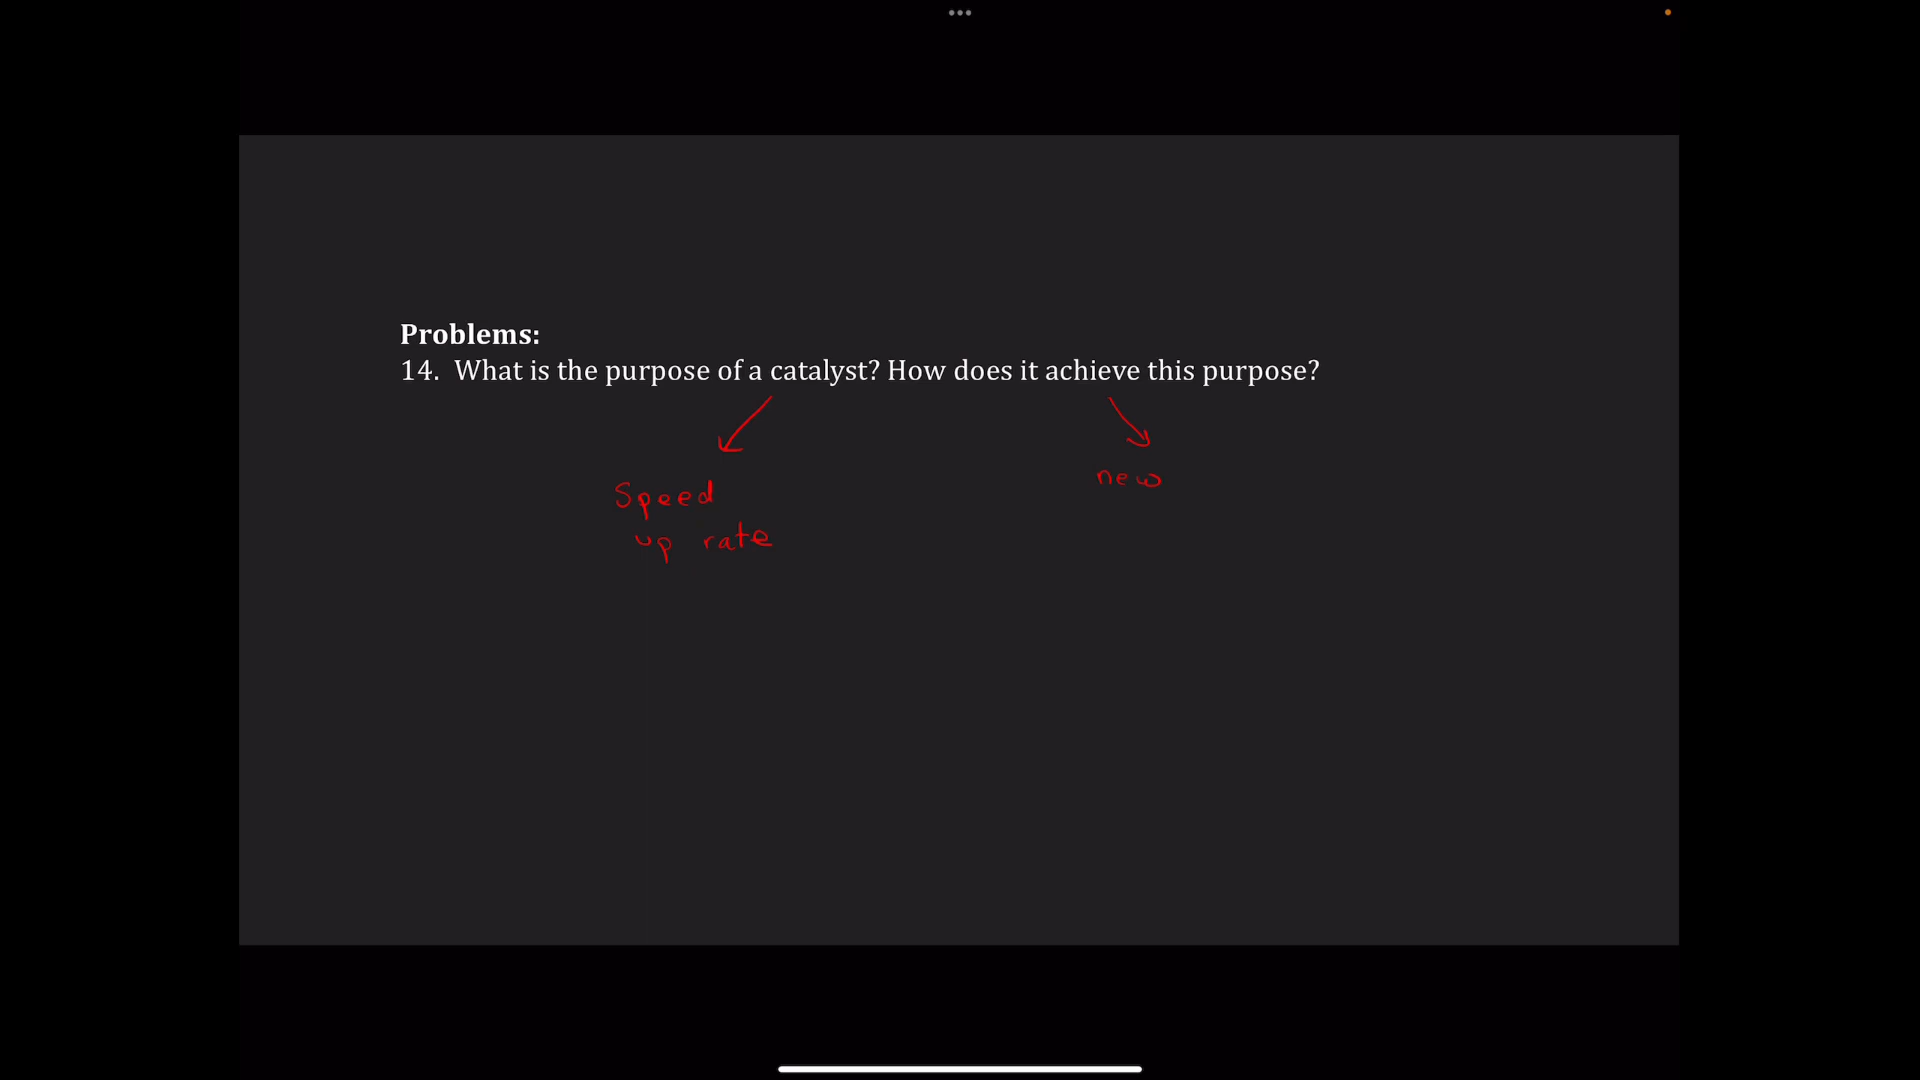 Problems:
14. What is the purpose of a catalyst? How does it achieve this purpose?
Speed
up rate
new